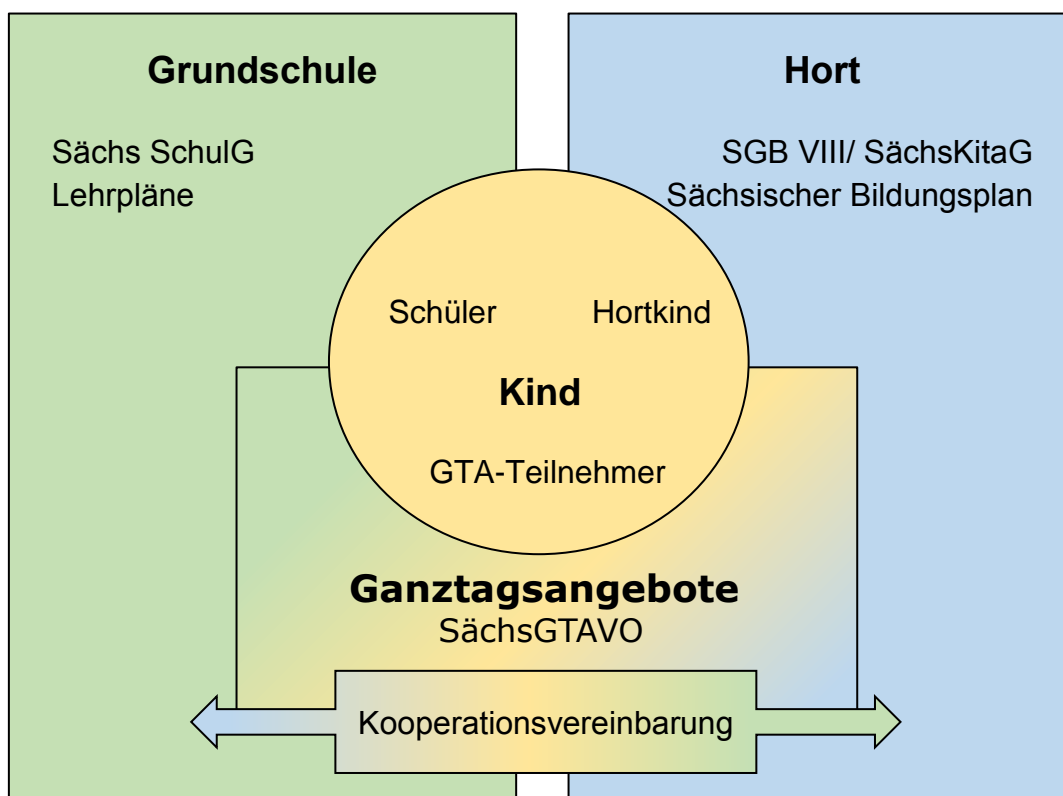 Grundschule
Sächs SchulG
Lehrpläne
Hort
SGB VIII/ SächsKitaG
Sächsischer Bildungsplan
Schüler
Hortkind
Kind
GTA-Teilnehmer
Ganztagsangebote
SächsGTAVO
Kooperationsvereinbarung